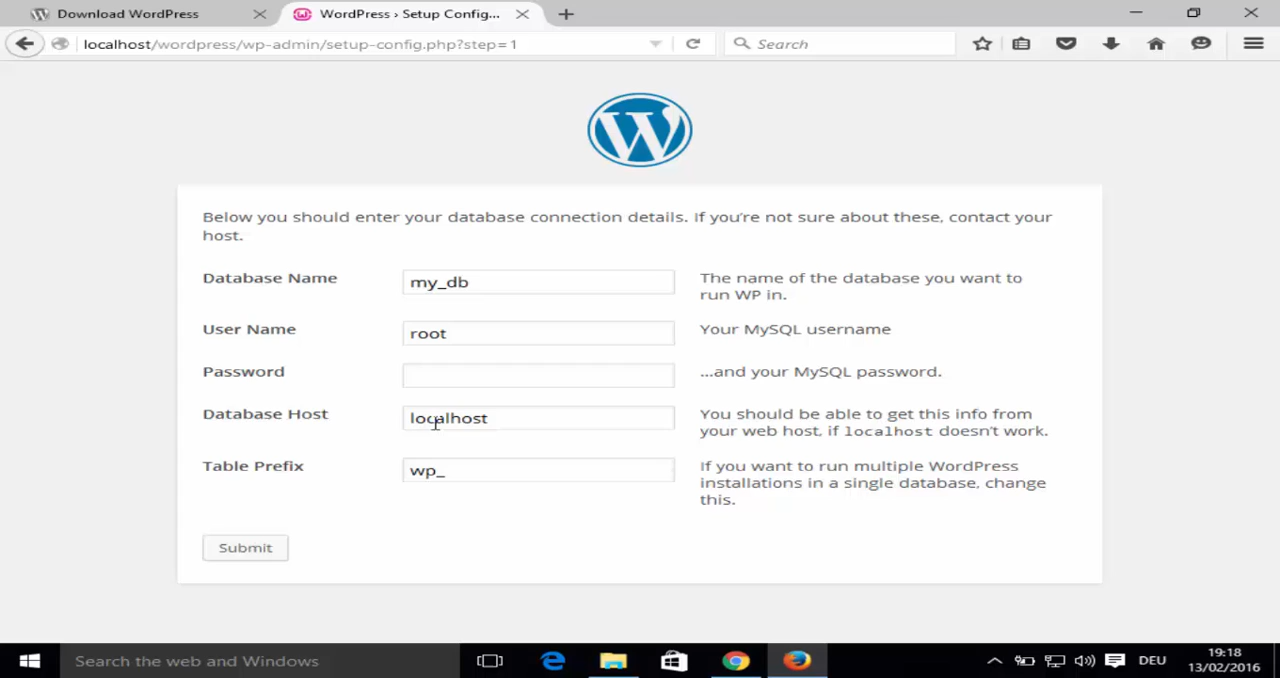 Download WordPress
WordPress › Setup Config...
localhost/wordpress/wp-admin/setup-config.php?step=1
Search
Below you should enter your database connection details. If you're not sure about these, contact your
host.
Database Name
my_db
The name of the database you want to
run WP in.
User Name
root
Your MySQL username
Password
...and your MySQL password.
Database Host
localhost
You should be able to get this info from
your web host, if localhost doesn't work.
Table Prefix
wp_
If you want to run multiple WordPress
installations in a single database, change
this.
Submit
Search the web and Windows
DEU
19:18
13/02/2016